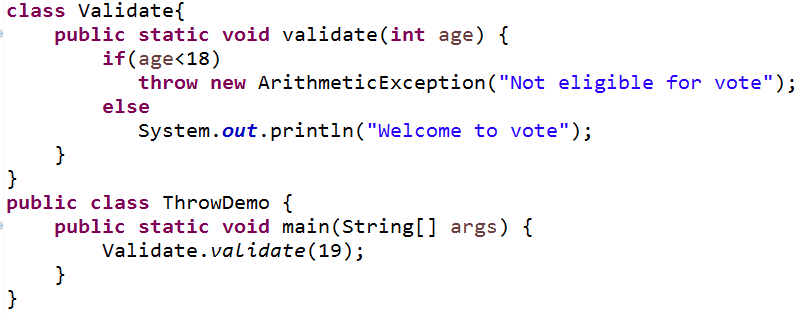 class Validate{
    public static void validate(int age) {
        if(age<18)
           throw new ArithmeticException("Not eligible for vote");
        else
           System.out.println("Welcome to vote");
    }
}
public class ThrowDemo {
    public static void main(String[] args) {
        Validate.validate(19);
    }
}